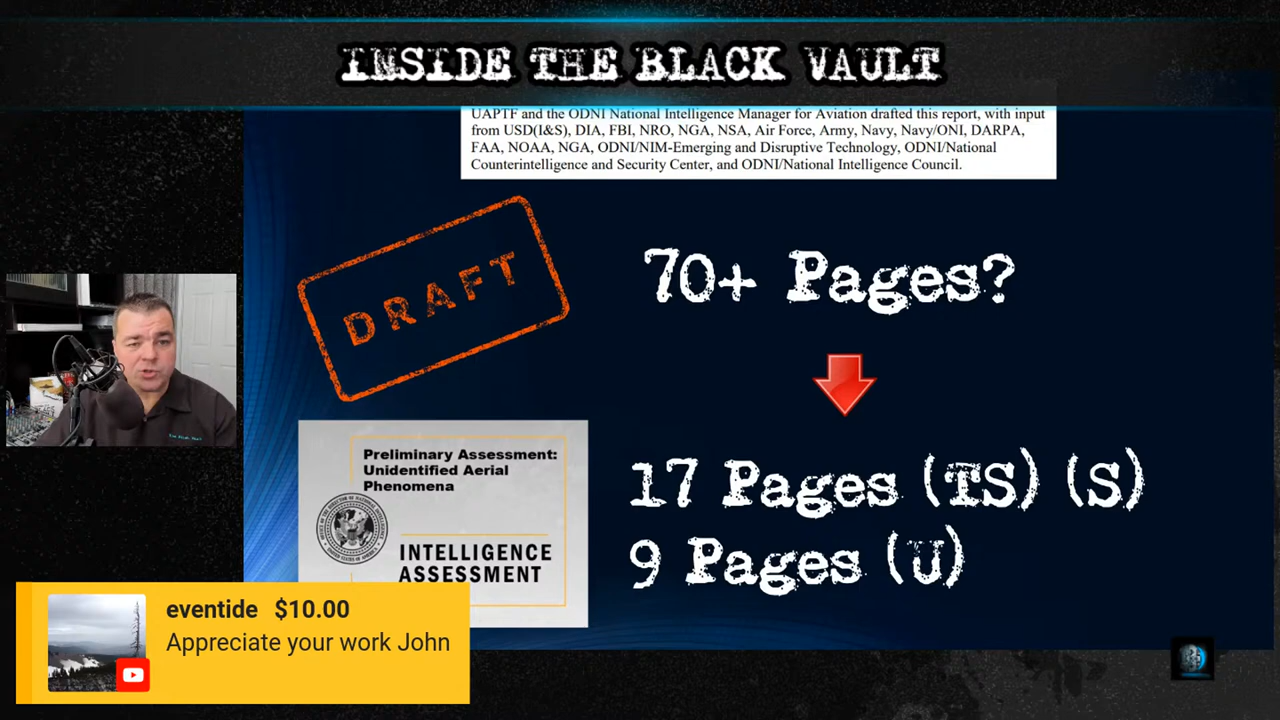 INSIDE THE BLACK VAULT
UAPTF and the ODNI National Intelligence Manager for Aviation drafted this report, with input
from USD(I&S), DIA, FBI, NRO, NGA, NSA, Air Force, Army, Navy, Navy/ONI, DARPA,
FAA, NOAA, NGA, ODNI/NIM-Emerging and Disruptive Technology, ODNI/National
Counterintelligence and Security Center, and ODNI/National Intelligence Council.
DRAFT
70+ Pages?
Preliminary Assessment:
Unidentified Aerial
Phenomena
INTELLIGENCE
ASSESSMENT
17 Pages (TS) (S)
9 Pages (U)
eventide $10.00
Appreciate your work John